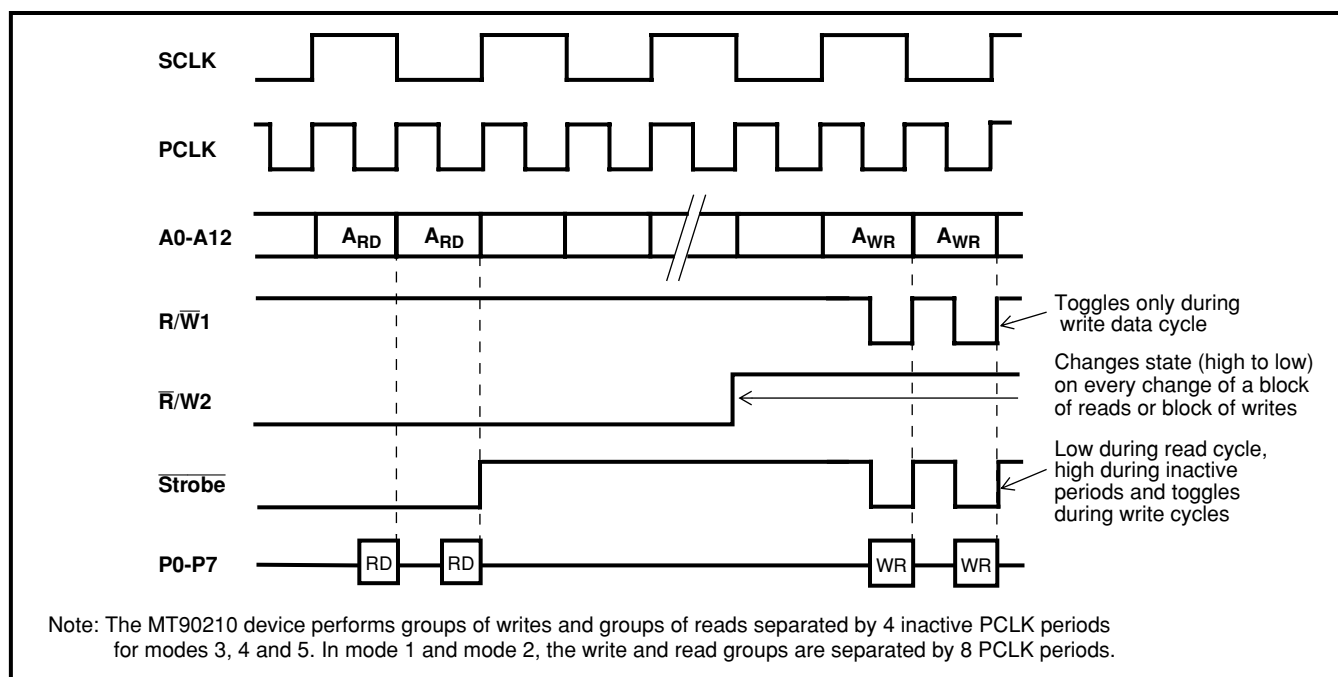 SCLK
PCLK
A0-A12 ARD ARD AWR AWR
R/W̅1
Toggles only during
write data cycle
R̅/W2
Changes state (high to low)
on every change of a block
of reads or block of writes
S̅t̅r̅o̅b̅e̅
Low during read cycle,
high during inactive
periods and toggles
during write cycles
P0-P7 RD RD WR WR
Note: The MT90210 device performs groups of writes and groups of reads separated by 4 inactive PCLK periods
for modes 3, 4 and 5. In mode 1 and mode 2, the write and read groups are separated by 8 PCLK periods.